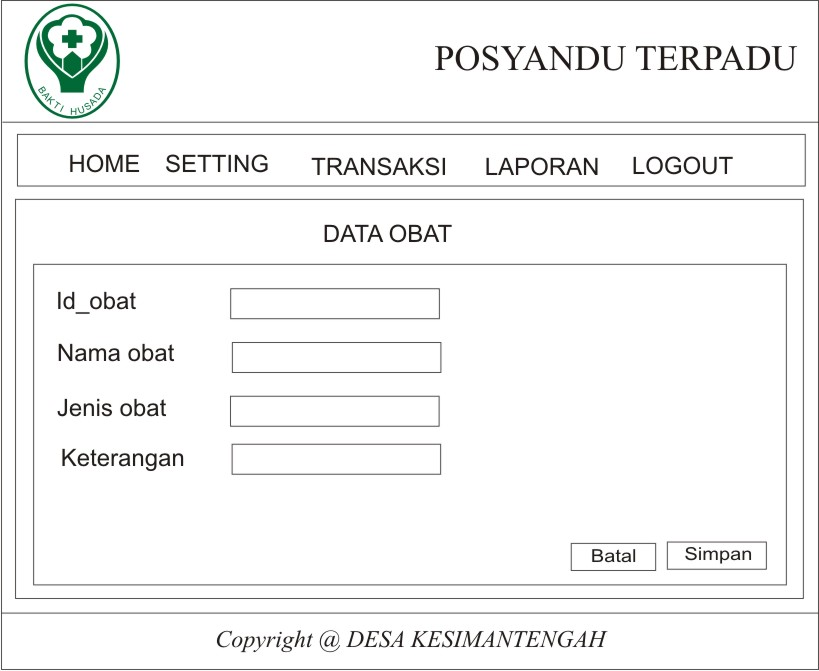 BAKTI HUSADA
POSYANDU TERPADU
HOME SETTING TRANSAKSI LAPORAN LOGOUT
DATA OBAT
Id_obat
Nama obat
Jenis obat
Keterangan
Batal Simpan
Copyright @ DESA KESIMANTENGAH